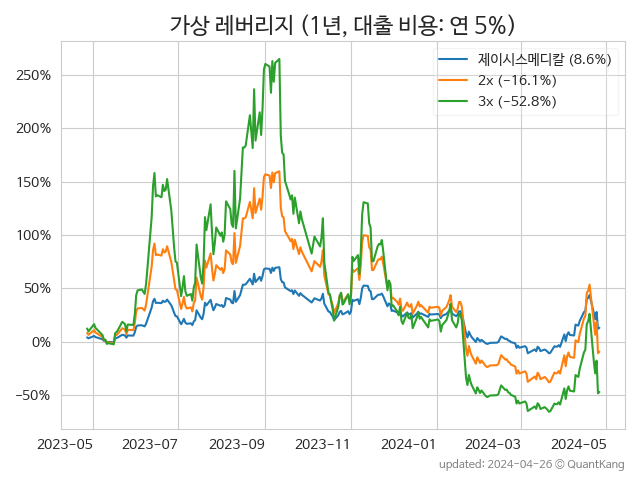 가상 레버리지 (1년, 대출 비용: 연 5%)
제이시스메디칼 (8.6%)
2x (−16.1%)
3x (−52.8%)
250%
200%
150%
100%
50%
0%
−50%
2023-05 2023-07 2023-09 2023-11 2024-01 2024-03 2024-05
updated: 2024-04-26 © QuantKang